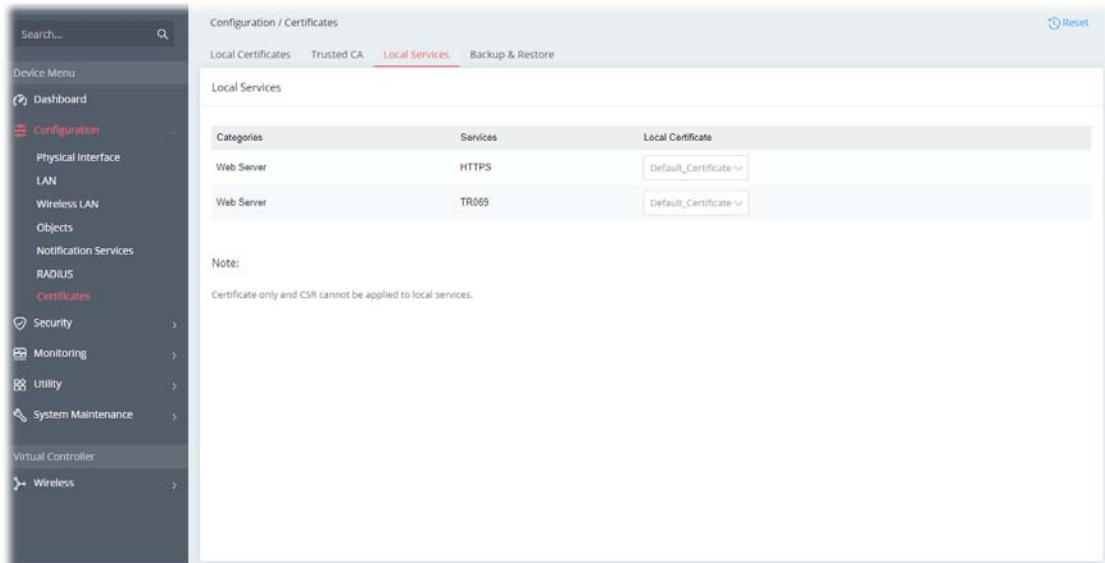 Search...
Device Menu
Dashboard
Configuration
Physical Interface
LAN
Wireless LAN
Objects
Notification Services
RADIUS
Certificates
Security
Monitoring
Utility
System Maintenance
Virtual Controller
Wireless
Configuration / Certificates Reset
Local Certificates Trusted CA Local Services Backup & Restore
Local Services
Categories Services Local Certificate
Web Server HTTPS Default_Certificate
Web Server TR069 Default_Certificate
Note:
Certificate only and CSR cannot be applied to local services.